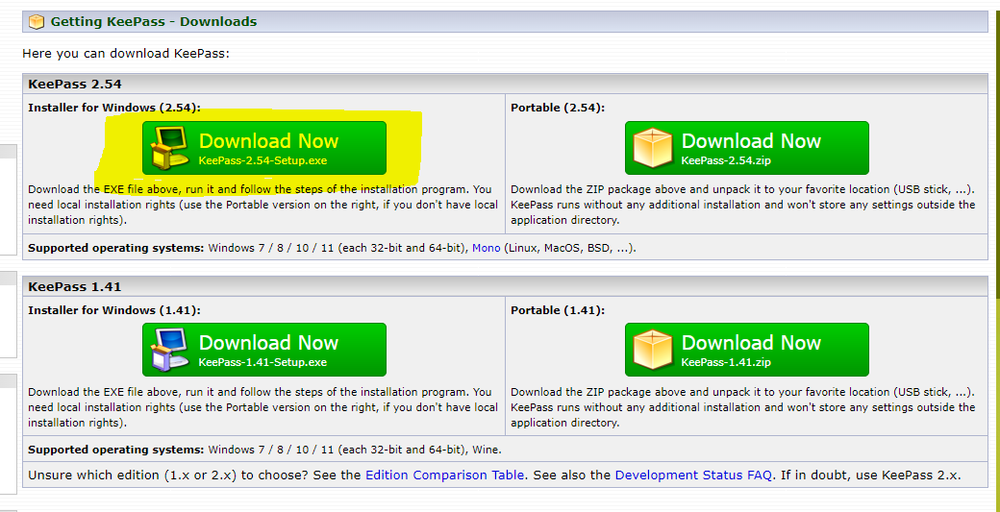 Getting KeePass - Downloads
Here you can download KeePass:
KeePass 2.54
Installer for Windows (2.54):
Download Now
KeePass-2.54-Setup.exe
Download the EXE file above, run it and follow the steps of the installation program. You
need local installation rights (use the Portable version on the right, if you don't have local
installation rights).
Portable (2.54):
Download Now
KeePass-2.54.zip
Download the ZIP package above and unpack it to your favorite location (USB stick, ...).
KeePass runs without any additional installation and won't store any settings outside the
application directory.
Supported operating systems: Windows 7 / 8 / 10 / 11 (each 32-bit and 64-bit), Mono (Linux, MacOS, BSD, ...).
KeePass 1.41
Installer for Windows (1.41):
Download Now
KeePass-1.41-Setup.exe
Download the EXE file above, run it and follow the steps of the installation program. You
need local installation rights (use the Portable version on the right, if you don't have local
installation rights).
Portable (1.41):
Download Now
KeePass-1.41.zip
Download the ZIP package above and unpack it to your favorite location (USB stick, ...).
KeePass runs without any additional installation and won't store any settings outside the
application directory.
Supported operating systems: Windows 7 / 8 / 10 / 11 (each 32-bit and 64-bit), Wine.
Unsure which edition (1.x or 2.x) to choose? See the Edition Comparison Table. See also the Development Status FAQ. If in doubt, use KeePass 2.x.